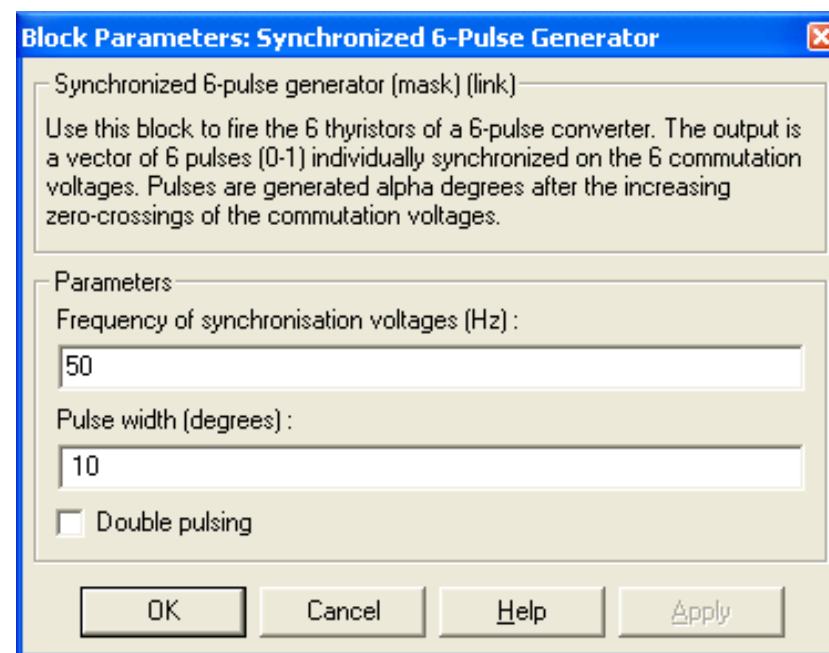 Block Parameters: Synchronized 6-Pulse Generator
Synchronized 6-pulse generator (mask) (link)
Use this block to fire the 6 thyristors of a 6-pulse converter. The output is
a vector of 6 pulses (0-1) individually synchronized on the 6 commutation
voltages. Pulses are generated alpha degrees after the increasing
zero-crossings of the commutation voltages.
Parameters
Frequency of synchronisation voltages (Hz) :
50
Pulse width (degrees) :
10
Double pulsing
OK Cancel Help Apply